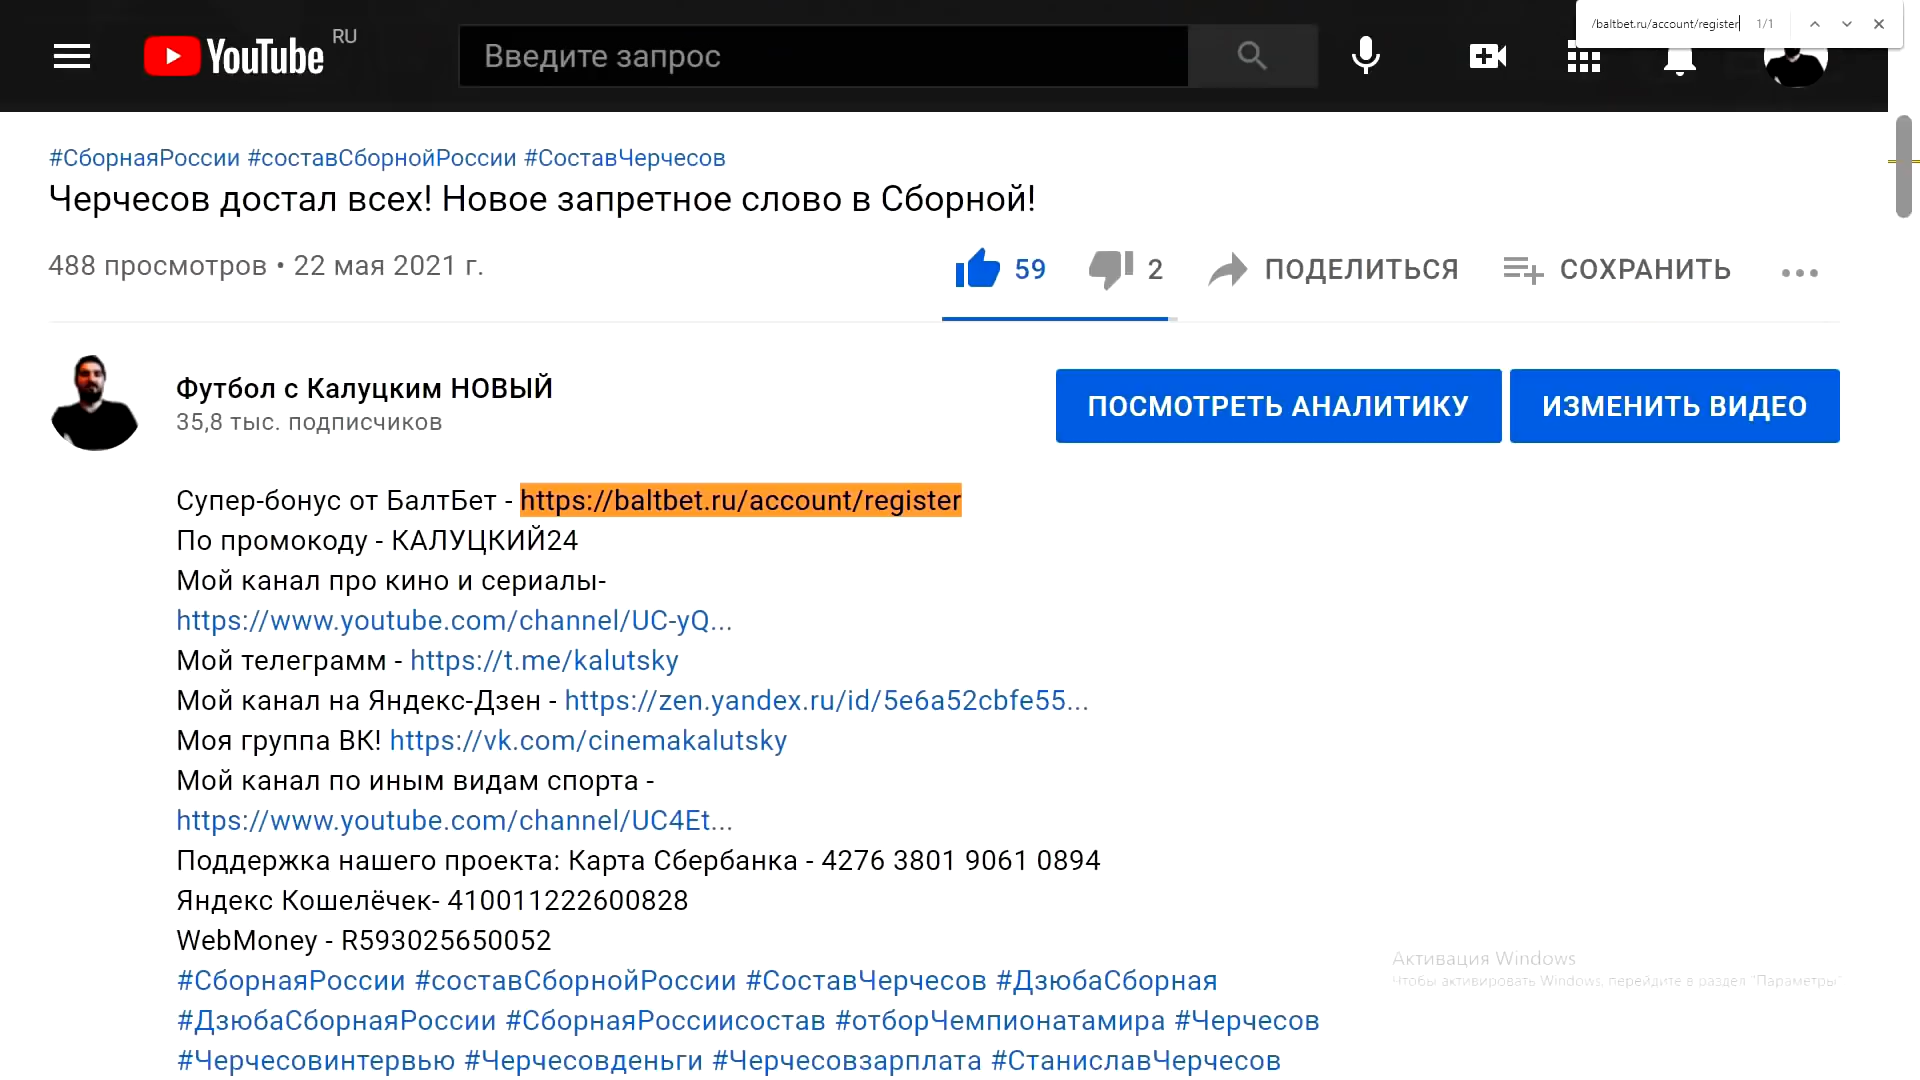 /baltbet.ru/account/register 1/1
YouTube RU
Введите запрос
#СборнаяРоссии #составСборнойРоссии #СоставЧерчесов
Черчесов достал всех! Новое запретное слово в Сборной!
488 просмотров • 22 мая 2021 г.
59 2 ПОДЕЛИТЬСЯ СОХРАНИТЬ
Футбол с Калуцким НОВЫЙ
35,8 тыс. подписчиков
ПОСМОТРЕТЬ АНАЛИТИКУ ИЗМЕНИТЬ ВИДЕО
Супер-бонус от БалтБет - https://baltbet.ru/account/register
По промокоду - КАЛУЦКИЙ24
Мой канал про кино и сериалы-
https://www.youtube.com/channel/UC-yQ...
Мой телеграмм - https://t.me/kalutsky
Мой канал на Яндекс-Дзен - https://zen.yandex.ru/id/5e6a52cbfe55...
Моя группа ВК! https://vk.com/cinemakalutsky
Мой канал по иным видам спорта -
https://www.youtube.com/channel/UC4Et...
Поддержка нашего проекта: Карта Сбербанка - 4276 3801 9061 0894
Яндекс Кошелёчек- 410011222600828
WebMoney - R593025650052
#СборнаяРоссии #составСборнойРоссии #СоставЧерчесов #ДзюбаСборная
#ДзюбаСборнаяРоссии #СборнаяРоссиисостав #отборЧемпионатамира #Черчесов
#Черчесовинтервью #Черчесовденьги #Черчесовзарплата #СтаниславЧерчесов
Активация Windows
Чтобы активировать Windows, перейдите в раздел "Параметры"